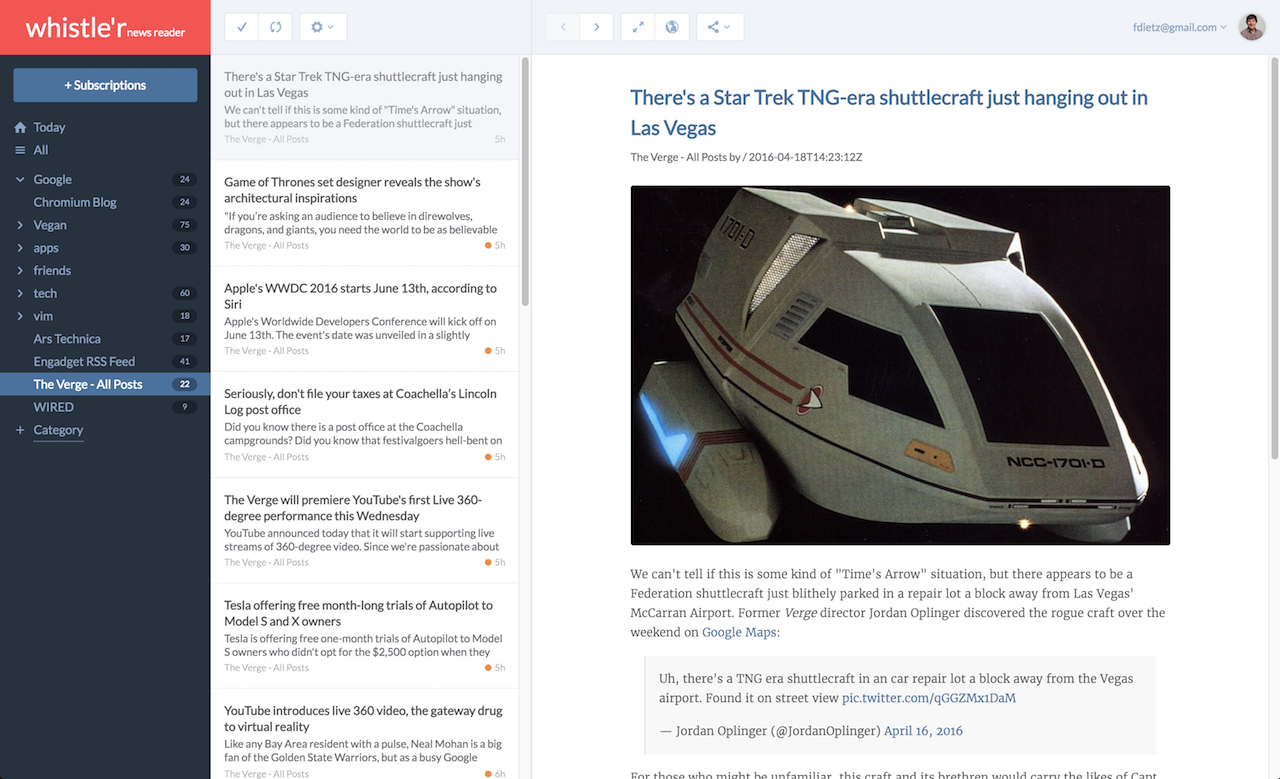 whistle'r news reader
fdietz@gmail.com
+ Subscriptions
Today
All
Google 24
Chromium Blog 24
Vegan 75
apps 30
friends
tech 60
vim 18
Ars Technica 17
Engadget RSS Feed 41
The Verge - All Posts 22
WIRED 9
+ Category
There's a Star Trek TNG-era shuttlecraft just hanging
out in Las Vegas
We can't tell if this is some kind of "Time's Arrow" situation,
but there appears to be a Federation shuttlecraft just
The Verge - All Posts 5h
Game of Thrones set designer reveals the show's
architectural inspirations
"If you're asking an audience to believe in direwolves,
dragons, and giants, you need the world to be as believable
The Verge - All Posts 5h
Apple's WWDC 2016 starts June 13th, according to
Siri
Apple's Worldwide Developers Conference will kick off on
June 13th. The event's date was unveiled in a slightly
The Verge - All Posts 5h
Seriously, don't file your taxes at Coachella's Lincoln
Log post office
Did you know there is a post office at the Coachella
campgrounds? Did you know that festivalgoers hell-bent on
The Verge - All Posts 5h
The Verge will premiere YouTube's first Live 360-
degree performance this Wednesday
YouTube announced today that it will start supporting live
streams of 360-degree video. Since we're passionate about
The Verge - All Posts 5h
Tesla offering free month-long trials of Autopilot to
Model S and X owners
Tesla is offering free one-month trials of Autopilot to Model
S owners who didn't opt for the $2,500 option when they
The Verge - All Posts 5h
YouTube introduces live 360 video, the gateway drug
to virtual reality
Like any Bay Area resident with a pulse, Neal Mohan is a big
fan of the Golden State Warriors, but as a busy Google
The Verge - All Posts 6h
There's a Star Trek TNG-era shuttlecraft just hanging out in
Las Vegas
The Verge - All Posts by / 2016-04-18T14:23:12Z
1701-D
NCC-1701-D
We can't tell if this is some kind of "Time's Arrow" situation, but there appears to be a
Federation shuttlecraft just blithely parked in a repair lot a block away from Las Vegas'
McCarran Airport. Former Verge director Jordan Oplinger discovered the rogue craft over the
weekend on Google Maps:
Uh, there's a TNG era shuttlecraft in an car repair lot a block away from the Vegas
airport. Found it on street view pic.twitter.com/qGGZMx1DaM
— Jordan Oplinger (@JordanOplinger) April 16, 2016
For those who might be unfamiliar, this craft and its brethren would carry the likes of Capt